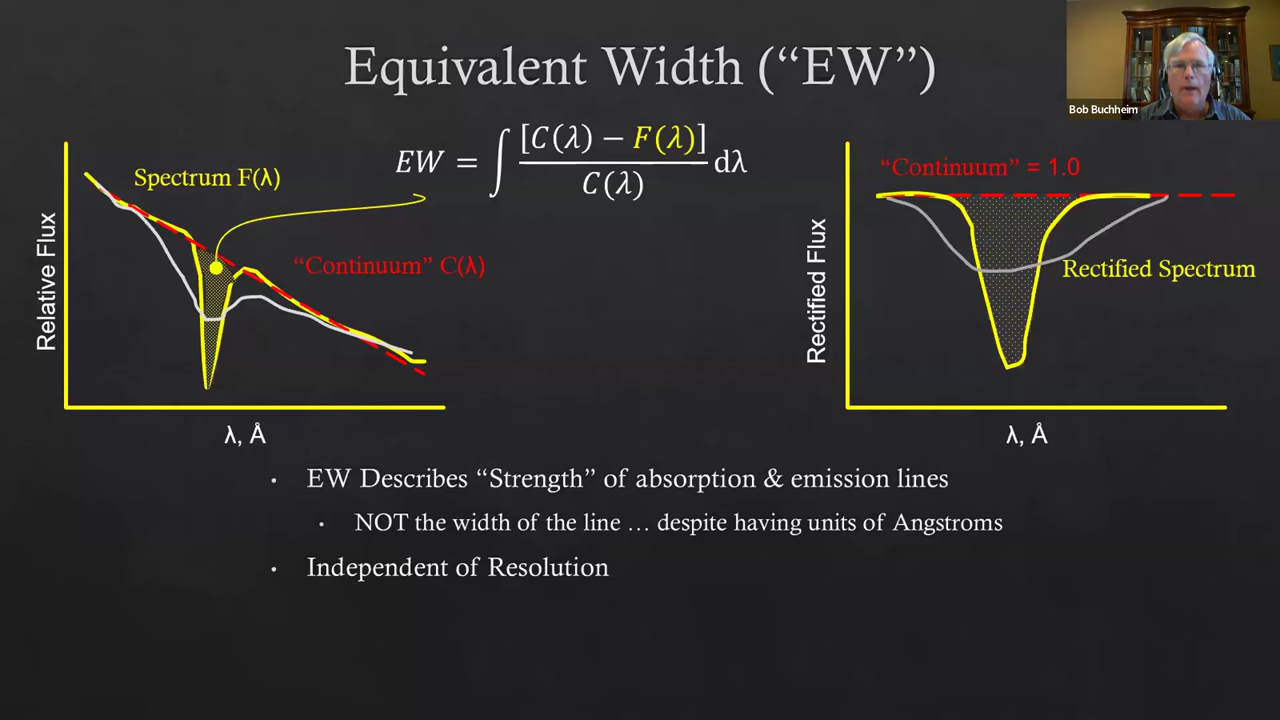 Equivalent Width (“EW”)
Bob Buchheim
EW = ∫ [C(λ) − F(λ)] / C(λ) dλ
Spectrum F(λ)
“Continuum” C(λ)
Relative Flux
λ, Å
“Continuum” = 1.0
Rectified Spectrum
Rectified Flux
λ, Å
• EW Describes “Strength” of absorption & emission lines
• NOT the width of the line … despite having units of Angstroms
• Independent of Resolution